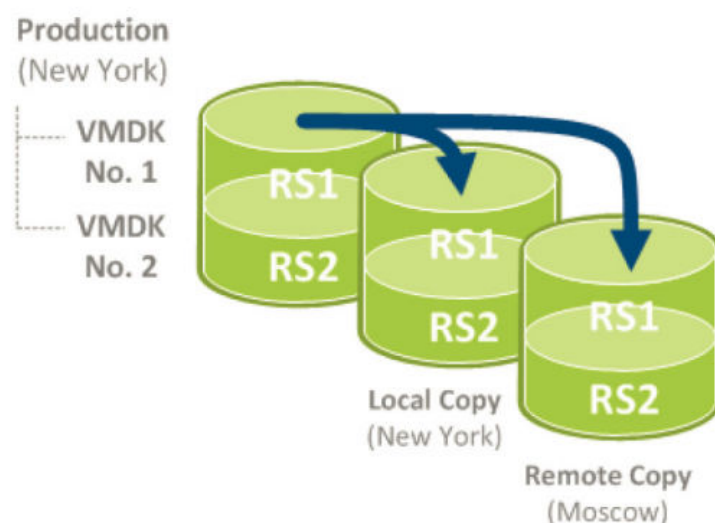 Production
(New York)
VMDK
No. 1
VMDK
No. 2
RS1
RS2
RS1
RS2
Local Copy
(New York)
RS1
RS2
Remote Copy
(Moscow)